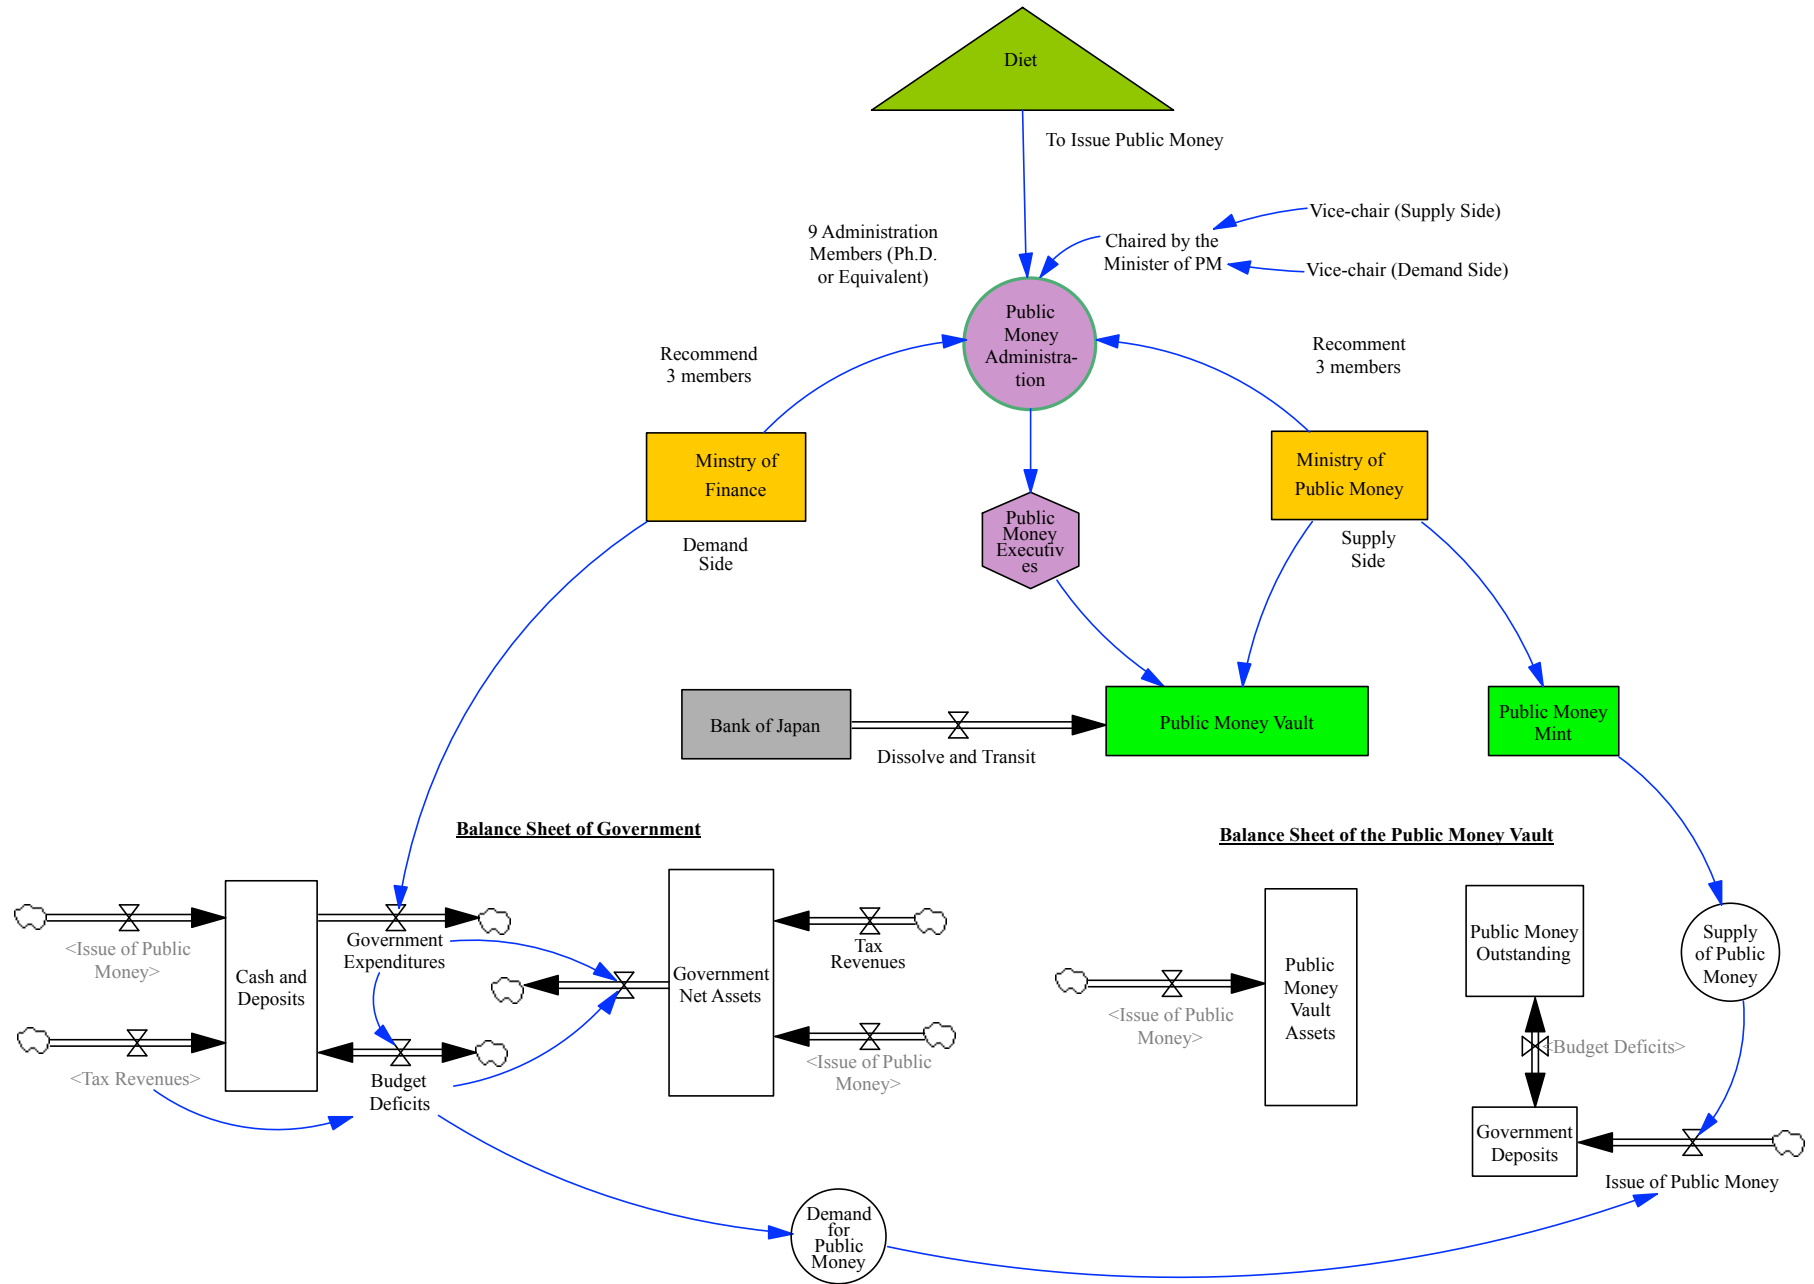 Diet
To Issue Public Money
Vice-chair (Supply Side)
9 Administration
Members (Ph.D.
or Equivalent)
Chaired by the
Minister of PM
Vice-chair (Demand Side)
Public
Money
Administra-
tion
Recommend
3 members
Recomment
3 members
Minstry of
Finance
Ministry of
Public Money
Public
Money
Executiv
es
Demand
Side
Supply
Side
Bank of Japan
Dissolve and Transit
Public Money Vault
Public Money
Mint
Balance Sheet of Government
Balance Sheet of the Public Money Vault
<Issue of Public
Money>
Cash and
Deposits
Government
Expenditures
<Tax Revenues>
Budget
Deficits
Government
Net Assets
Tax
Revenues
<Issue of Public
Money>
<Issue of Public
Money>
Public
Money
Vault
Assets
Public Money
Outstanding
Supply
of Public
Money
<Budget Deficits>
Government
Deposits
Issue of Public Money
Demand
for
Public
Money